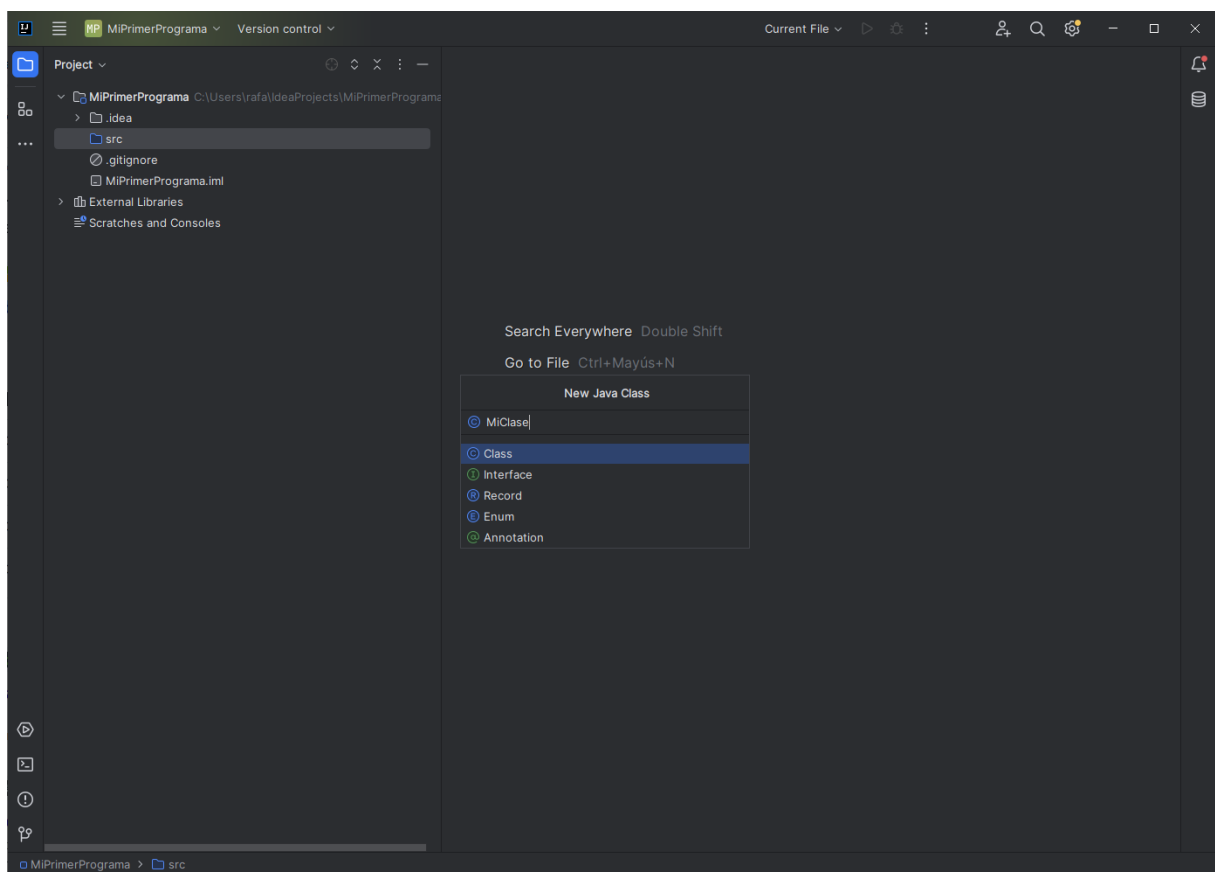 MP MiPrimerPrograma Version control Current File
Project
MiPrimerPrograma C:\Users\rafa\IdeaProjects\MiPrimerPrograma
.idea
src
.gitignore
MiPrimerPrograma.iml
External Libraries
Scratches and Consoles
Search Everywhere Double Shift
Go to File Ctrl+Mayús+N
New Java Class
MiClase
Class
Interface
Record
Enum
Annotation
MiPrimerPrograma > src